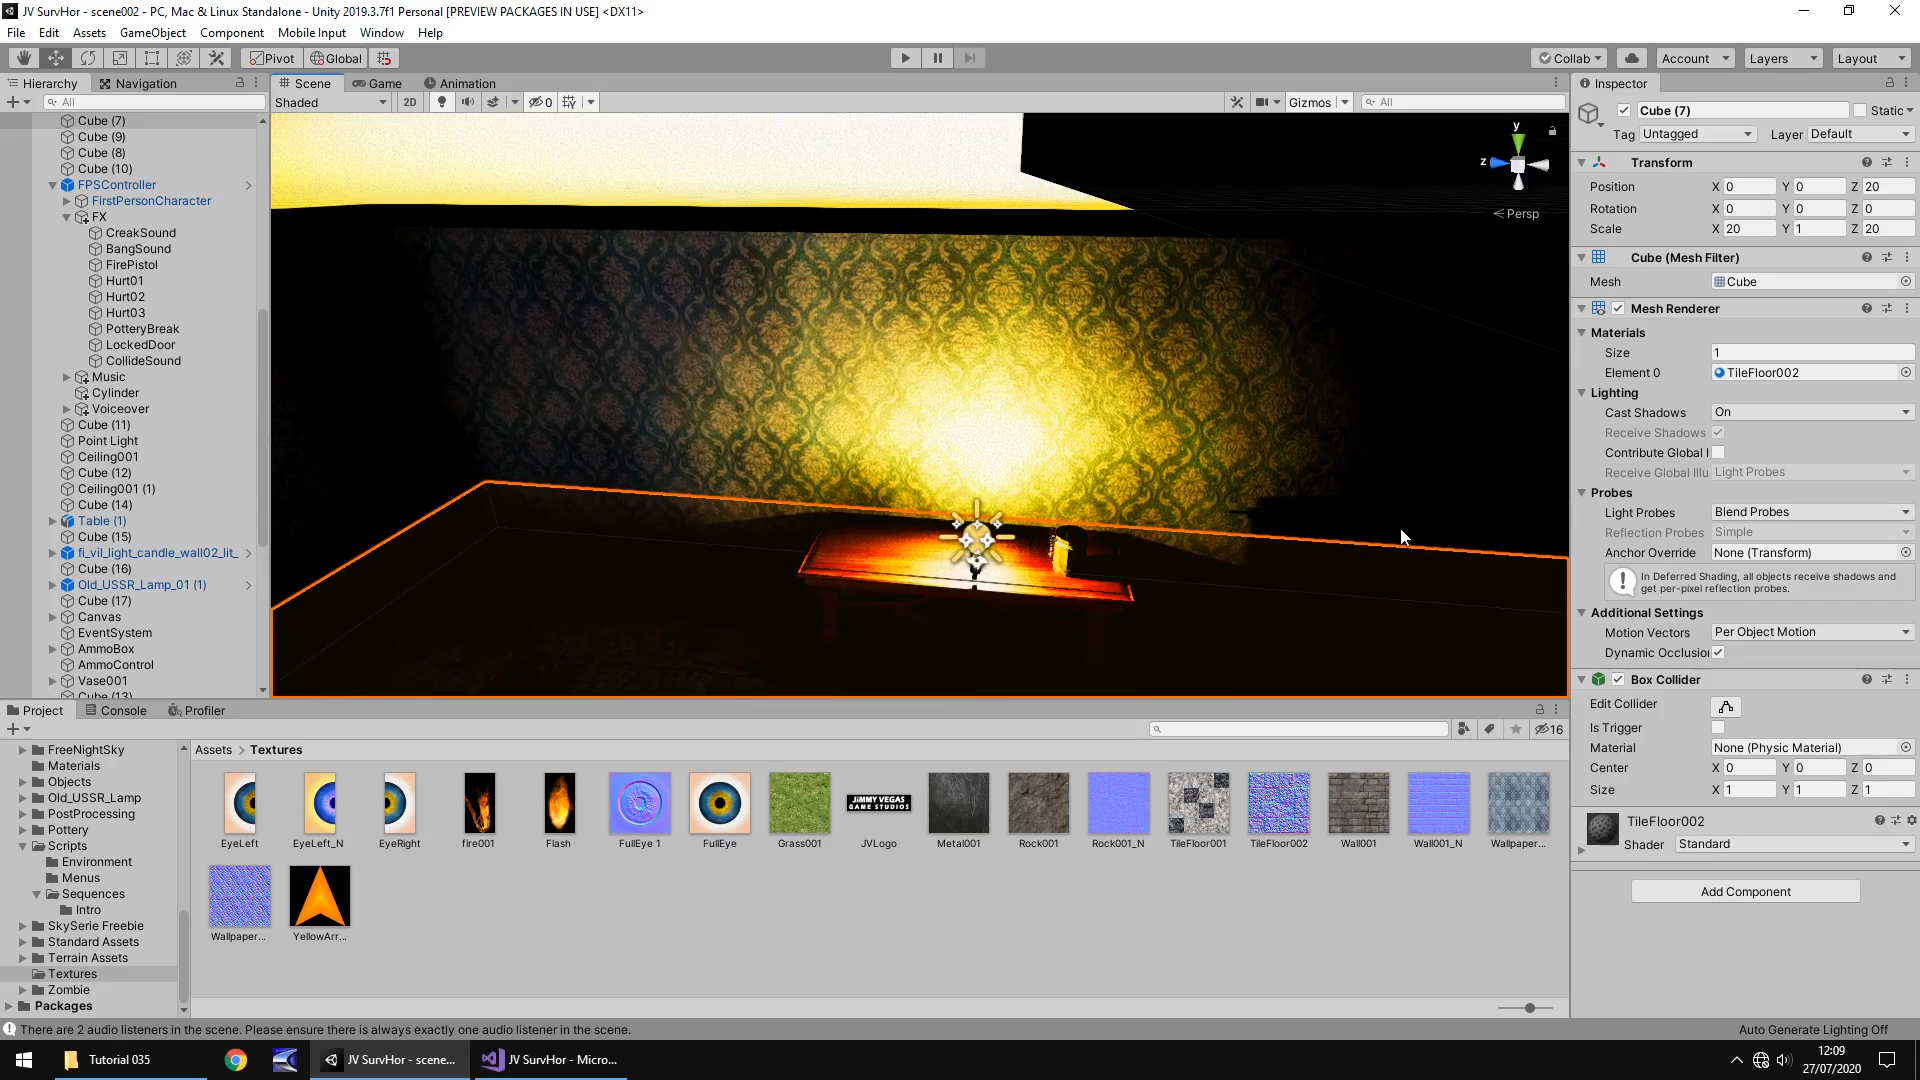 JV SurvHor - scene002 - PC, Mac & Linux Standalone - Unity 2019.3.7f1 Personal [PREVIEW PACKAGES IN USE] <DX11>
File Edit Assets GameObject Component Mobile Input Window Help
Pivot Global Collab Account Layers Layout
Hierarchy Navigation
All
Cube (7)
Cube (9)
Cube (8)
Cube (10)
FPSController
FirstPersonCharacter
FX
CreakSound
BangSound
FirePistol
Hurt01
Hurt02
Hurt03
PotteryBreak
LockedDoor
CollideSound
Music
Cylinder
Voiceover
Cube (11)
Point Light
Ceiling001
Cube (12)
Ceiling001 (1)
Cube (14)
Table (1)
Cube (15)
fi_vil_light_candle_wall02_lit_
Cube (16)
Old_USSR_Lamp_01 (1)
Cube (17)
Canvas
EventSystem
AmmoBox
AmmoControl
Vase001
Cube (13)
Scene Game Animation
Shaded 2D 0 Gizmos All
y
z
Persp
Inspector
Cube (7) Static
Tag Untagged Layer Default
Transform
Position X 0 Y 0 Z 20
Rotation X 0 Y 0 Z 0
Scale X 20 Y 1 Z 20
Cube (Mesh Filter)
Mesh Cube
Mesh Renderer
Materials
Size 1
Element 0 TileFloor002
Lighting
Cast Shadows On
Receive Shadows
Contribute Global I
Receive Global Illu Light Probes
Probes
Light Probes Blend Probes
Reflection Probes Simple
Anchor Override None (Transform)
In Deferred Shading, all objects receive shadows and
get per-pixel reflection probes.
Additional Settings
Motion Vectors Per Object Motion
Dynamic Occlusion
Box Collider
Edit Collider
Is Trigger
Material None (Physic Material)
Center X 0 Y 0 Z 0
Size X 1 Y 1 Z 1
TileFloor002
Shader Standard
Add Component
Project Console Profiler
16
FreeNightSky
Materials
Objects
Old_USSR_Lamp
PostProcessing
Pottery
Scripts
Environment
Menus
Sequences
Intro
SkySerie Freebie
Standard Assets
Terrain Assets
Textures
Zombie
Packages
Assets > Textures
JIMMY VEGAS
GAME STUDIOS
EyeLeft EyeLeft_N EyeRight fire001 Flash FullEye 1 FullEye Grass001 JVLogo Metal001 Rock001 Rock001_N TileFloor001 TileFloor002 Wall001 Wall001_N Wallpaper...
Wallpaper... YellowArr...
There are 2 audio listeners in the scene. Please ensure there is always exactly one audio listener in the scene.
Auto Generate Lighting Off
Tutorial 035 JV SurvHor - scene... JV SurvHor - Micro...
12:09
27/07/2020